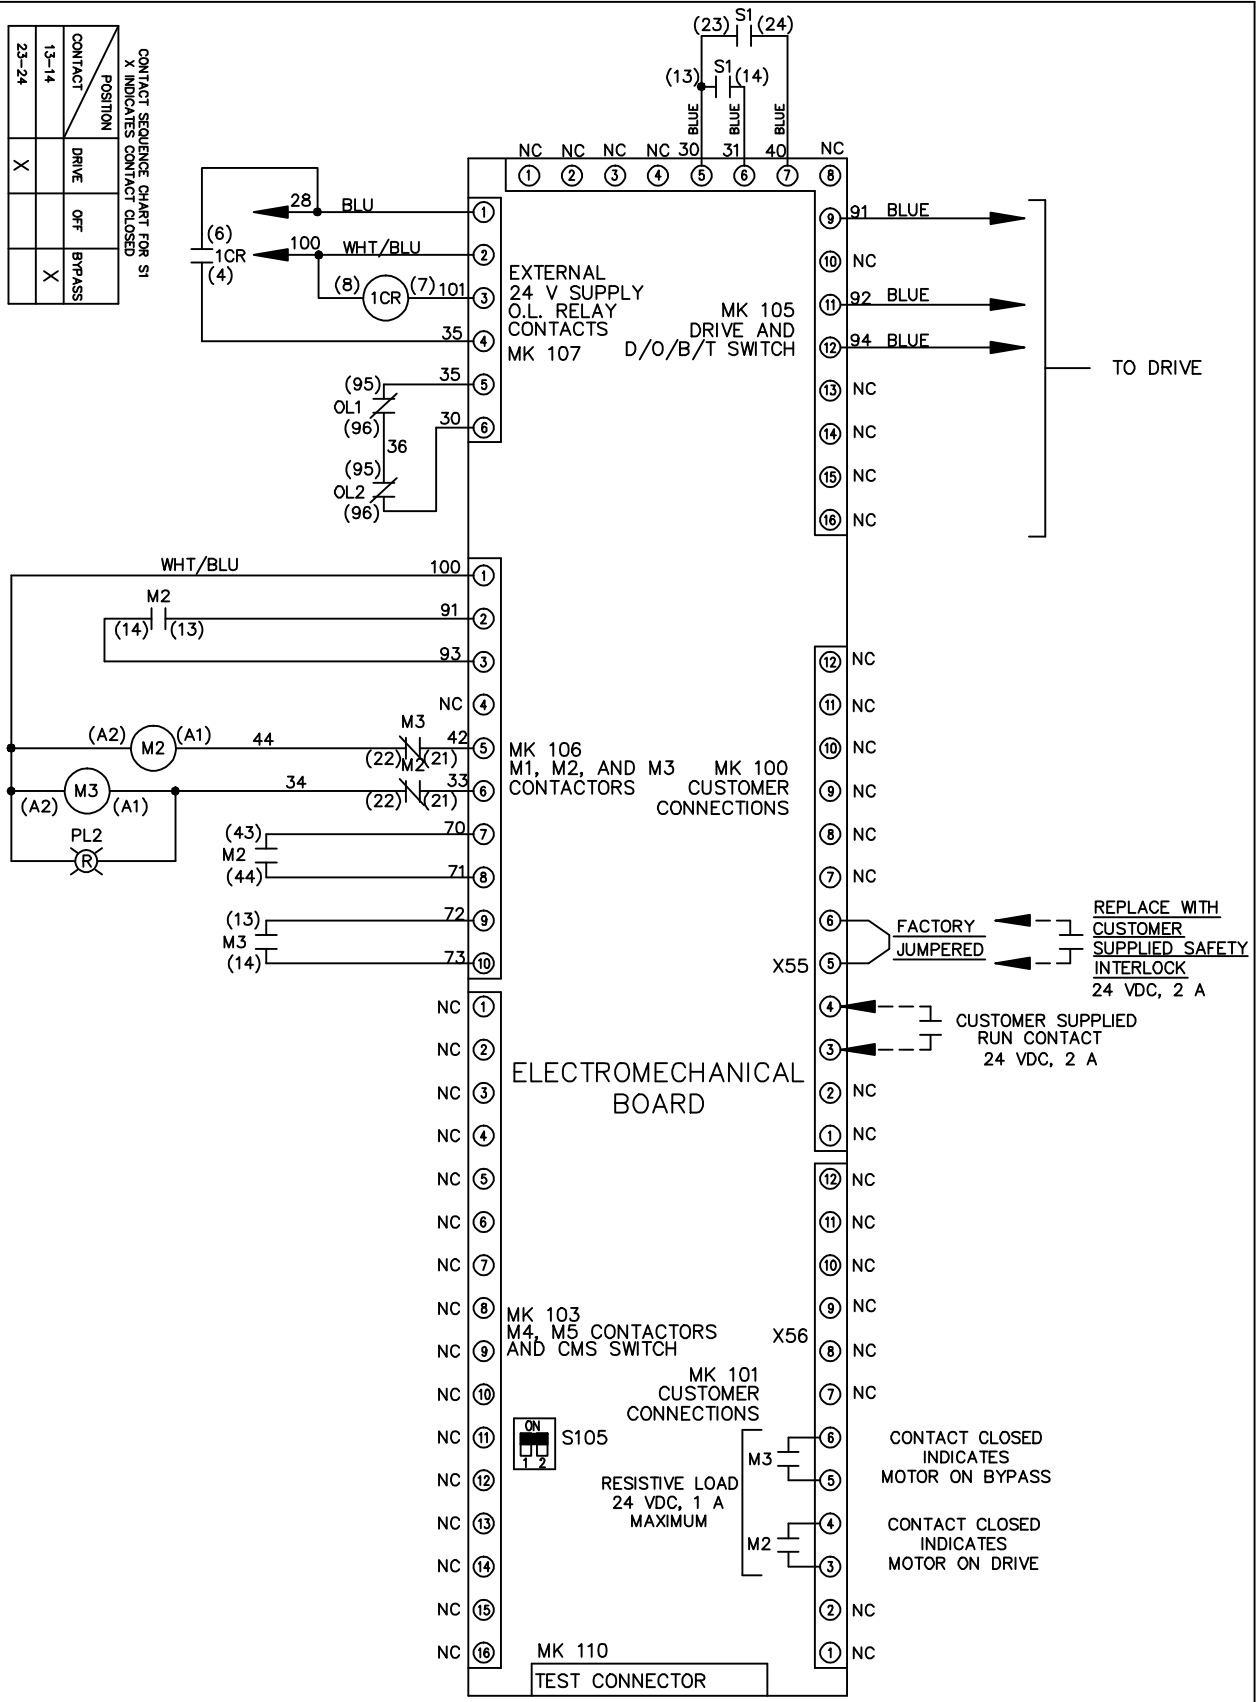 CONTACT SEQUENCE CHART FOR S1
X INDICATES CONTACT CLOSED
POSITION
CONTACT
DRIVE
OFF
BYPASS
13-14
X
23-24
X
S1
(23)
(24)
S1
(13)
(14)
BLUE
BLUE
BLUE
NC NC NC NC 30 31 40 NC
1 2 3 4 5 6 7 8
28 BLU 1
100 WHT/BLU 2
(8) 1CR (7) 101 3
35 4
(6)
1CR
(4)
EXTERNAL
24 V SUPPLY
O.L. RELAY
CONTACTS
MK 107
35 5
30 6
(95)
OL1
(96)
36
(95)
OL2
(96)
MK 105
DRIVE AND
D/O/B/T SWITCH
9 91 BLUE
10 NC
11 92 BLUE
12 94 BLUE
13 NC
14 NC
15 NC
16 NC
TO DRIVE
WHT/BLU 100 1
M2
(14) (13)
91 2
93 3
NC 4
(A2) M2 (A1) 44
M3
(22) (21)
42 5
(A2) M3 (A1) 34
M2
(22) (21)
33 6
PL2
R
(43)
M2
(44)
70 7
71 8
(13)
M3
(14)
72 9
73 10
MK 106
M1, M2, AND M3
CONTACTORS
MK 100
CUSTOMER
CONNECTIONS
12 NC
11 NC
10 NC
9 NC
8 NC
7 NC
6
X55 5
FACTORY
JUMPERED
REPLACE WITH
CUSTOMER
SUPPLIED SAFETY
INTERLOCK
24 VDC, 2 A
4
3
CUSTOMER SUPPLIED
RUN CONTACT
24 VDC, 2 A
2 NC
1 NC
ELECTROMECHANICAL
BOARD
NC 1
NC 2
NC 3
NC 4
NC 5
NC 6
NC 7
NC 8
NC 9
NC 10
NC 11
NC 12
NC 13
NC 14
NC 15
NC 16
MK 103
M4, M5 CONTACTORS
AND CMS SWITCH
ON
1 2
S105
12 NC
11 NC
10 NC
9 NC
X56
8 NC
7 NC
MK 101
CUSTOMER
CONNECTIONS
6
M3
5
4
M2
3
RESISTIVE LOAD
24 VDC, 1 A
MAXIMUM
CONTACT CLOSED
INDICATES
MOTOR ON BYPASS
CONTACT CLOSED
INDICATES
MOTOR ON DRIVE
2 NC
1 NC
MK 110
TEST CONNECTOR